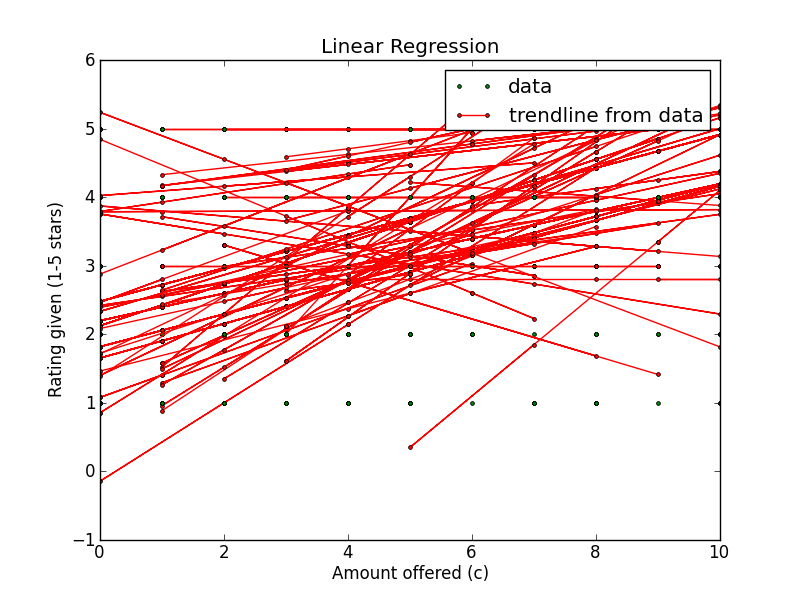 Linear Regression
data
trendline from data
Rating given (1-5 stars)
6
5
4
3
2
1
0
−1
0 2 4 6 8 10
Amount offered (c)